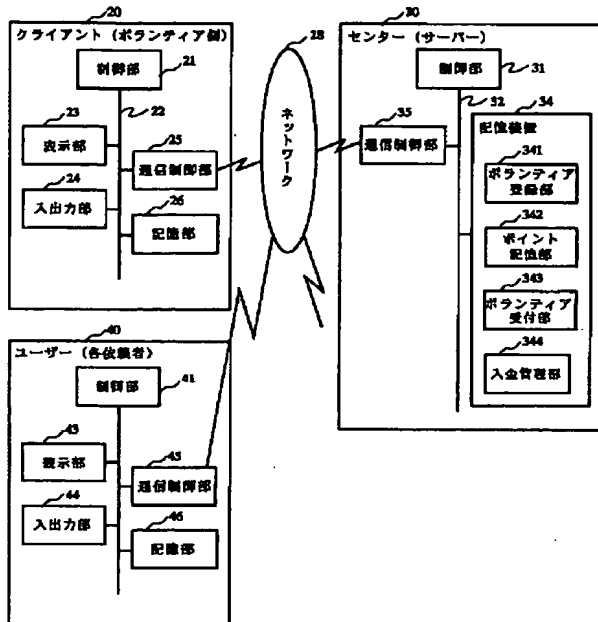 20
クライアント (ボランティア側)
制御部
21
22
23
表示部
25
通信制御部
24
入出力部
26
記憶部
28
ネットワーク
30
センター (サーバー)
制御部
31
32
35
通信制御部
34
記憶装置
341
ボランティア
登録部
342
ポイント
記憶部
343
ボランティア
受付部
344
入金管理部
40
ユーザー (各依頼者)
制御部
41
43
表示部
45
通信制御部
44
入出力部
46
記憶部